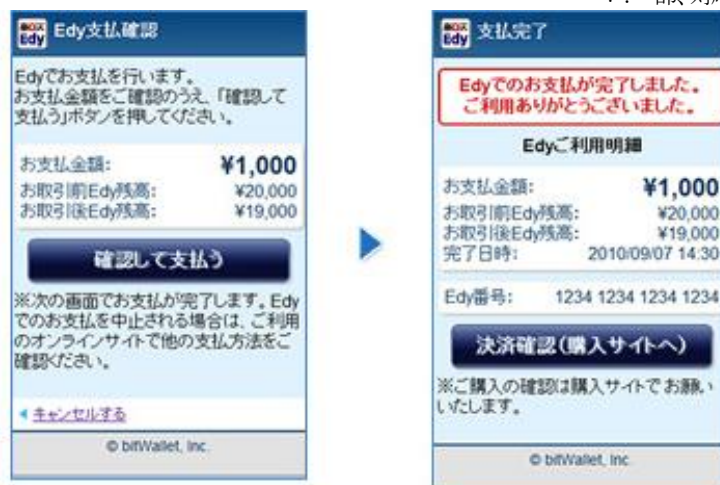 Edy Edy支払確認
Edyでお支払を行います。
お支払金額をご確認のうえ、「確認して
支払う」ボタンを押してください。
お支払金額: ¥1,000
お取引前Edy残高: ¥20,000
お取引後Edy残高: ¥19,000
確認して支払う
※次の画面でお支払が完了します。Edy
でのお支払を中止される場合は、ご利用
のオンラインサイトで他の支払方法をご
確認ください。
キャンセルする
© bitWallet, Inc.
Edy 支払完了
Edyでのお支払が完了しました。
ご利用ありがとうございました。
Edyご利用明細
お支払金額: ¥1,000
お取引前Edy残高: ¥20,000
お取引後Edy残高: ¥19,000
完了日時: 2010/09/07 14:30
Edy番号: 1234 1234 1234 1234
決済確認(購入サイトへ)
※ご購入の確認は購入サイトでお願い
いたします。
© bitWallet, Inc.